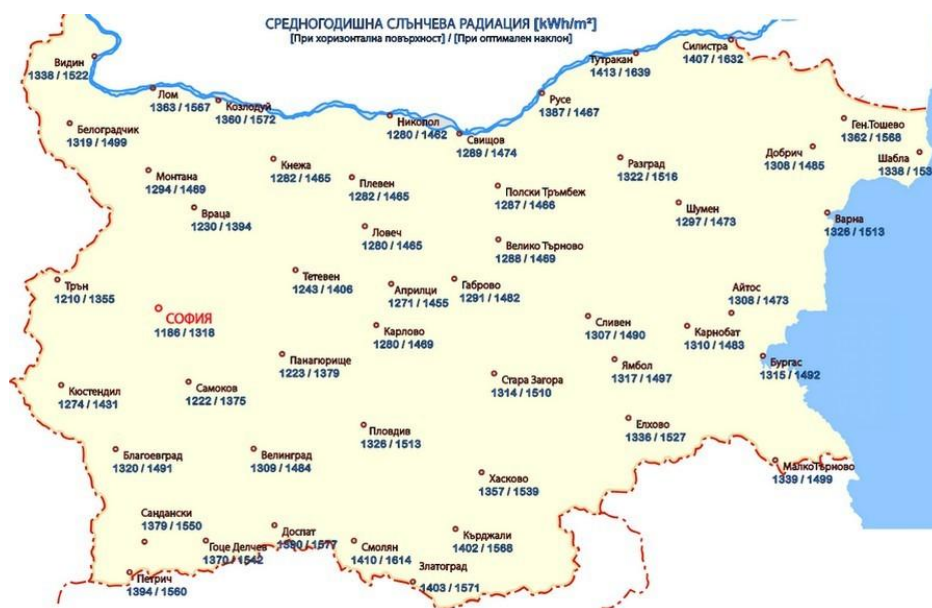 СРЕДНОГОДИШНА СЛЪНЧЕВА РАДИАЦИЯ [kWh/m²]
[При хоризонтална повърхност] / [При оптимален наклон]
Видин
1338 / 1522
Лом
1363 / 1567
Козлодуй
1360 / 1572
Белоградчик
1319 / 1499
Никопол
1280 / 1462
Свищов
1289 / 1474
Русе
1387 / 1467
Тутракан
1413 / 1639
Силистра
1407 / 1632
Ген.Тошево
1362 / 1568
Добрич
1308 / 1485
Шабла
1338 / 153
Монтана
1294 / 1469
Кнежа
1282 / 1465
Плевен
1282 / 1465
Полски Тръмбеж
1287 / 1466
Разград
1322 / 1516
Шумен
1297 / 1473
Варна
1326 / 1513
Враца
1230 / 1394
Ловеч
1280 / 1465
Велико Търново
1288 / 1469
Трън
1210 / 1355
Тетевен
1243 / 1406
Априлци
1271 / 1455
Габрово
1291 / 1482
Айтос
1308 / 1473
СОФИЯ
1186 / 1318
Карлово
1280 / 1469
Сливен
1307 / 1490
Карнобат
1310 / 1483
Панагюрище
1223 / 1379
Ямбол
1317 / 1497
Бургас
1315 / 1492
Кюстендил
1274 / 1431
Самоков
1222 / 1375
Стара Загора
1314 / 1510
Пловдив
1326 / 1513
Елхово
1336 / 1527
Благоевград
1320 / 1491
Велинград
1309 / 1484
Хасково
1357 / 1539
МалкоТърново
1339 / 1499
Сандански
1379 / 1550
Гоце Делчев
1370 / 1542
Доспат
1590 / 1577
Смолян
1410 / 1614
Кърджали
1402 / 1568
Петрич
1394 / 1560
Златоград
1403 / 1571